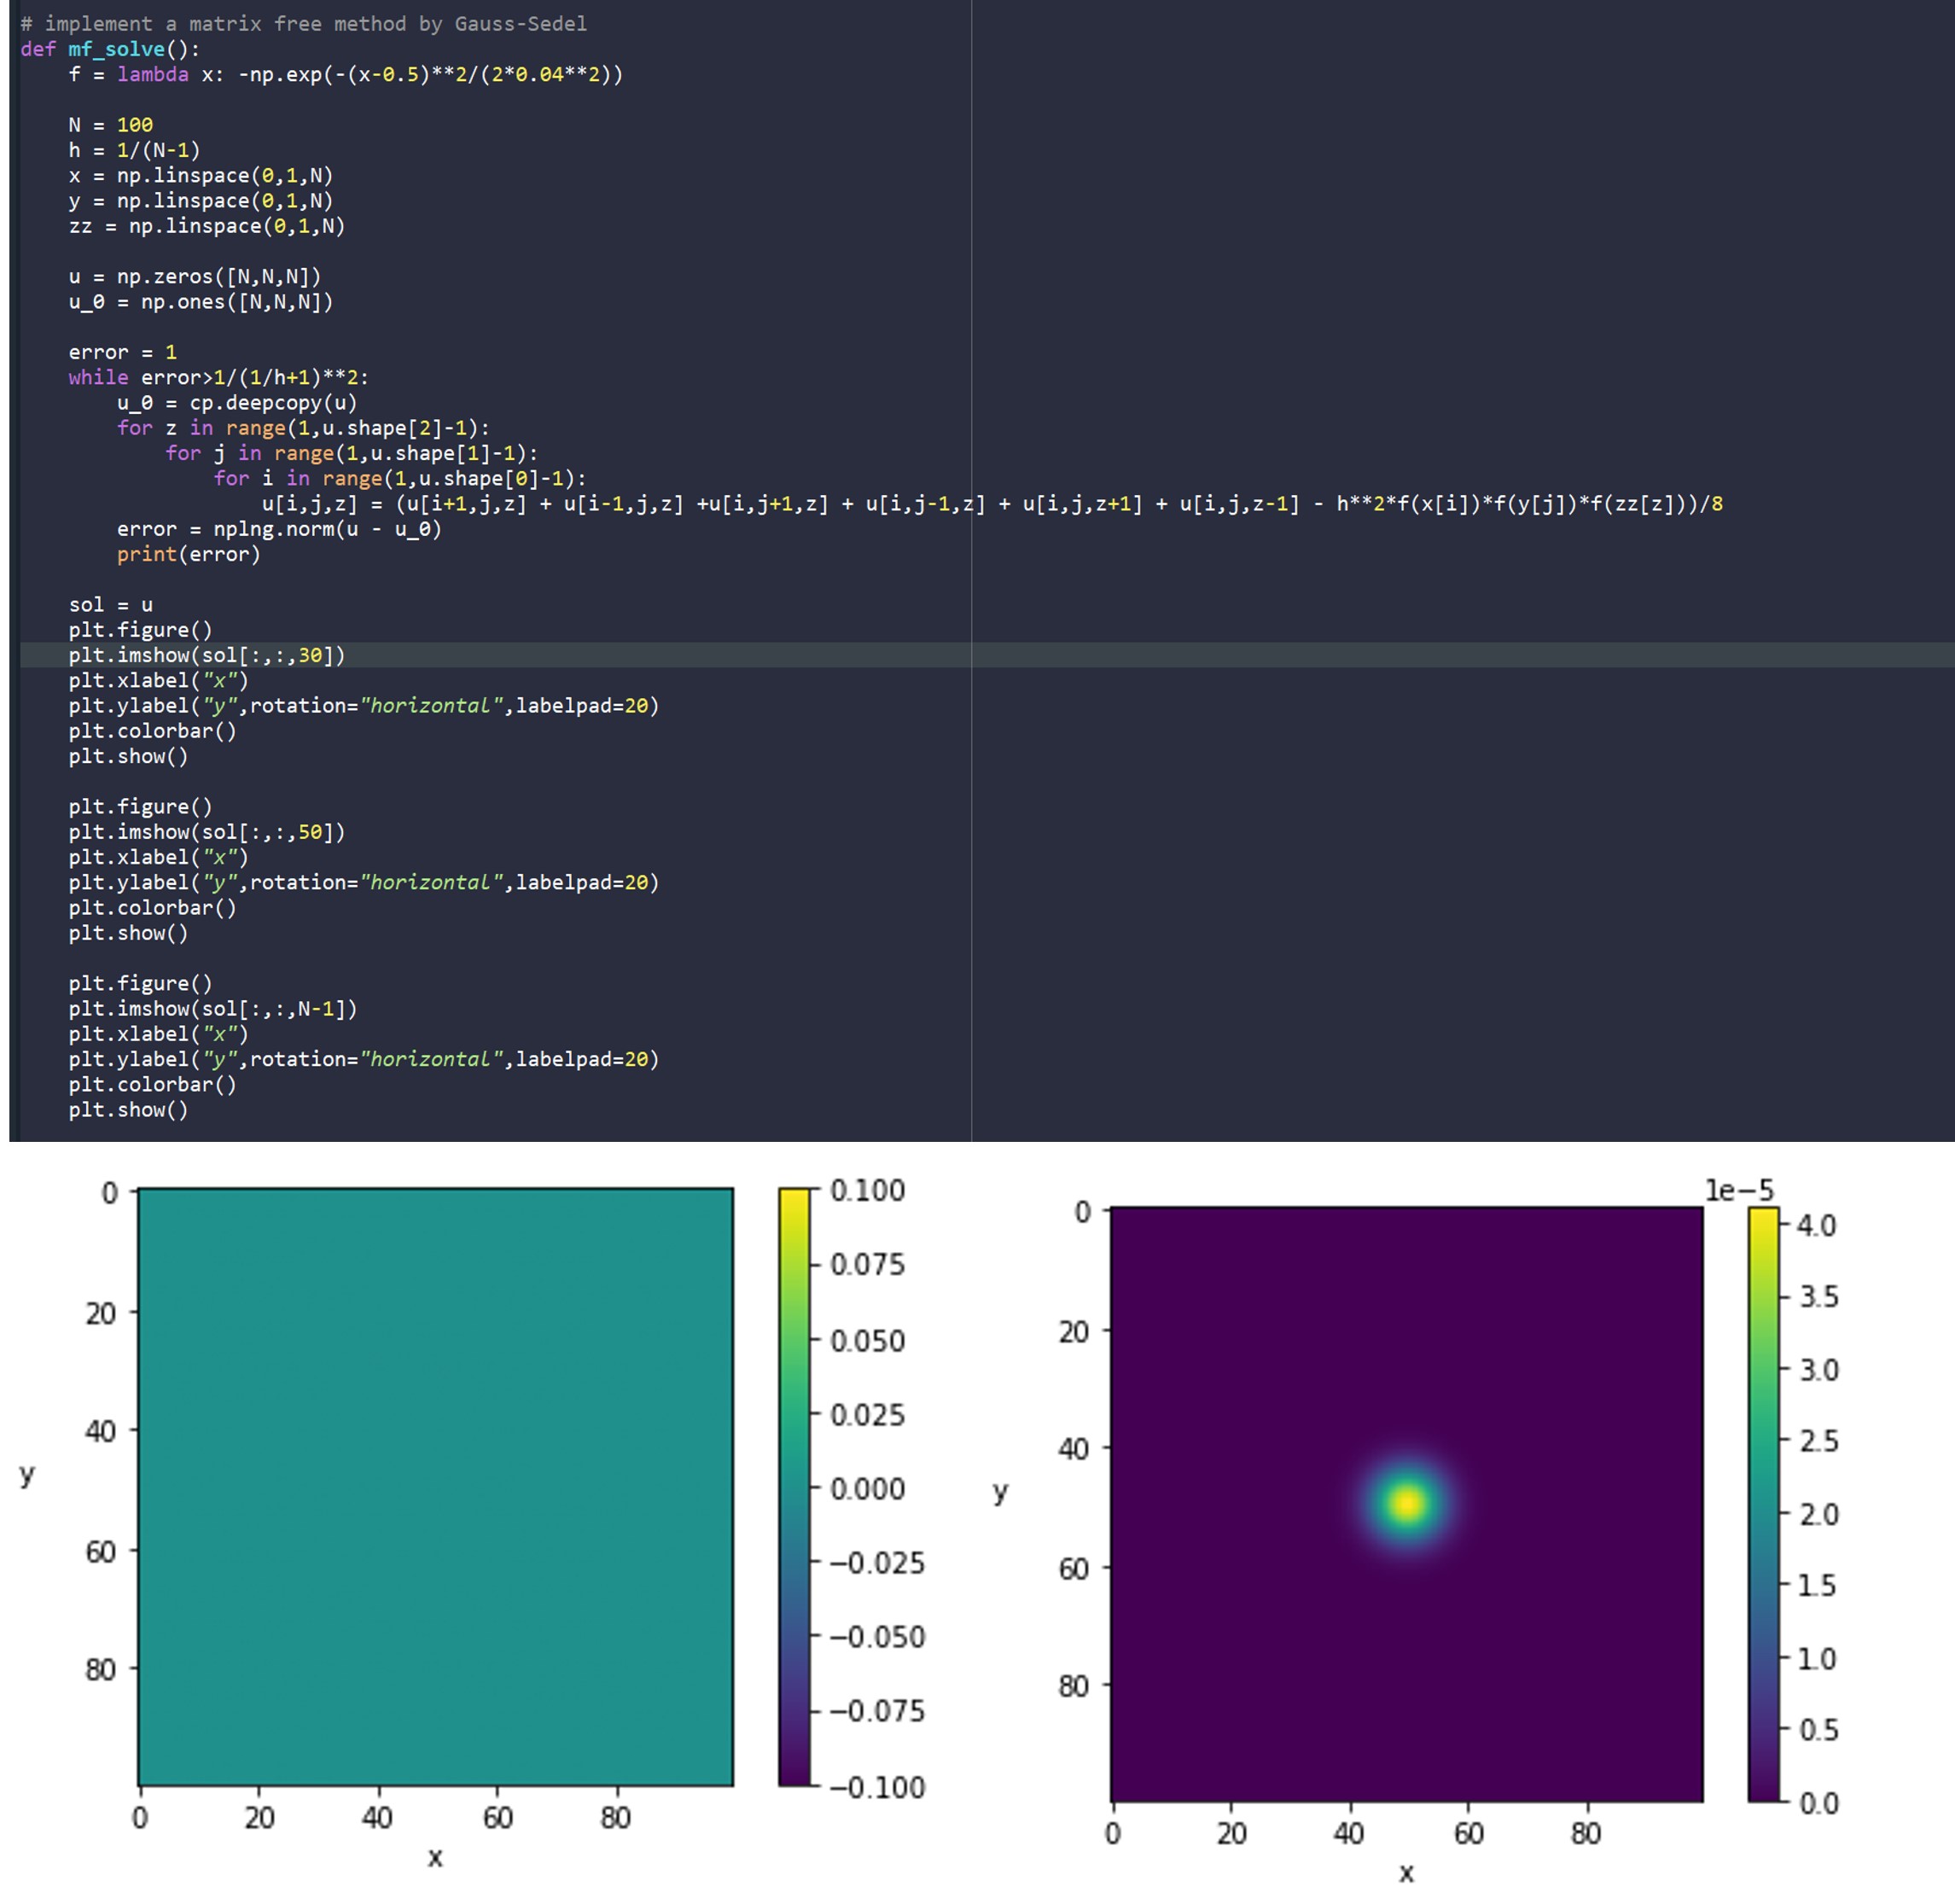 # implement a matrix free method by Gauss-Sedel
def mf_solve():
    f = lambda x: -np.exp(-(x-0.5)**2/(2*0.04**2))

    N = 100
    h = 1/(N-1)
    x = np.linspace(0,1,N)
    y = np.linspace(0,1,N)
    zz = np.linspace(0,1,N)

    u = np.zeros([N,N,N])
    u_0 = np.ones([N,N,N])

    error = 1
    while error>1/(1/h+1)**2:
        u_0 = cp.deepcopy(u)
        for z in range(1,u.shape[2]-1):
            for j in range(1,u.shape[1]-1):
                for i in range(1,u.shape[0]-1):
                    u[i,j,z] = (u[i+1,j,z] + u[i-1,j,z] +u[i,j+1,z] + u[i,j-1,z] + u[i,j,z+1] + u[i,j,z-1] - h**2*f(x[i])*f(y[j])*f(zz[z]))/8
        error = nplng.norm(u - u_0)
        print(error)

    sol = u
    plt.figure()
    plt.imshow(sol[:,:,30])
    plt.xlabel("x")
    plt.ylabel("y",rotation="horizontal",labelpad=20)
    plt.colorbar()
    plt.show()

    plt.figure()
    plt.imshow(sol[:,:,50])
    plt.xlabel("x")
    plt.ylabel("y",rotation="horizontal",labelpad=20)
    plt.colorbar()
    plt.show()

    plt.figure()
    plt.imshow(sol[:,:,N-1])
    plt.xlabel("x")
    plt.ylabel("y",rotation="horizontal",labelpad=20)
    plt.colorbar()
    plt.show()

0
20
40
60
80
y
0 20 40 60 80
x
0.100
0.075
0.050
0.025
0.000
−0.025
−0.050
−0.075
−0.100
0
20
40
60
80
y
0 20 40 60 80
x
1e−5
4.0
3.5
3.0
2.5
2.0
1.5
1.0
0.5
0.0